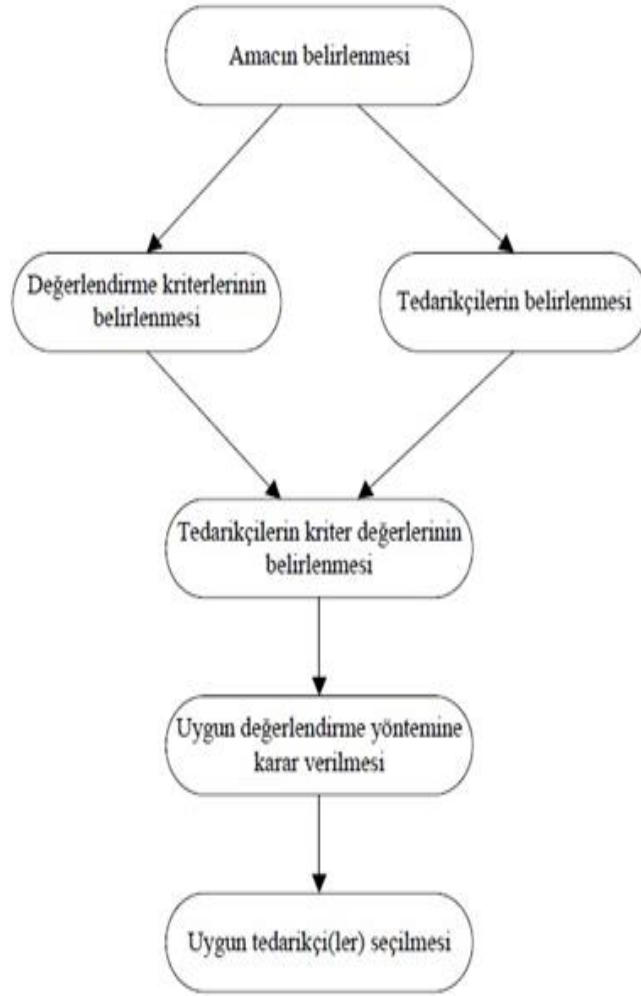 Amacın belirlenmesi
Değerlendirme kriterlerinin
belirlenmesi
Tedarikçilerin belirlenmesi
Tedarikçilerin kriter değerlerinin
belirlenmesi
Uygun değerlendirme yöntemine
karar verilmesi
Uygun tedarikçi(ler) seçilmesi